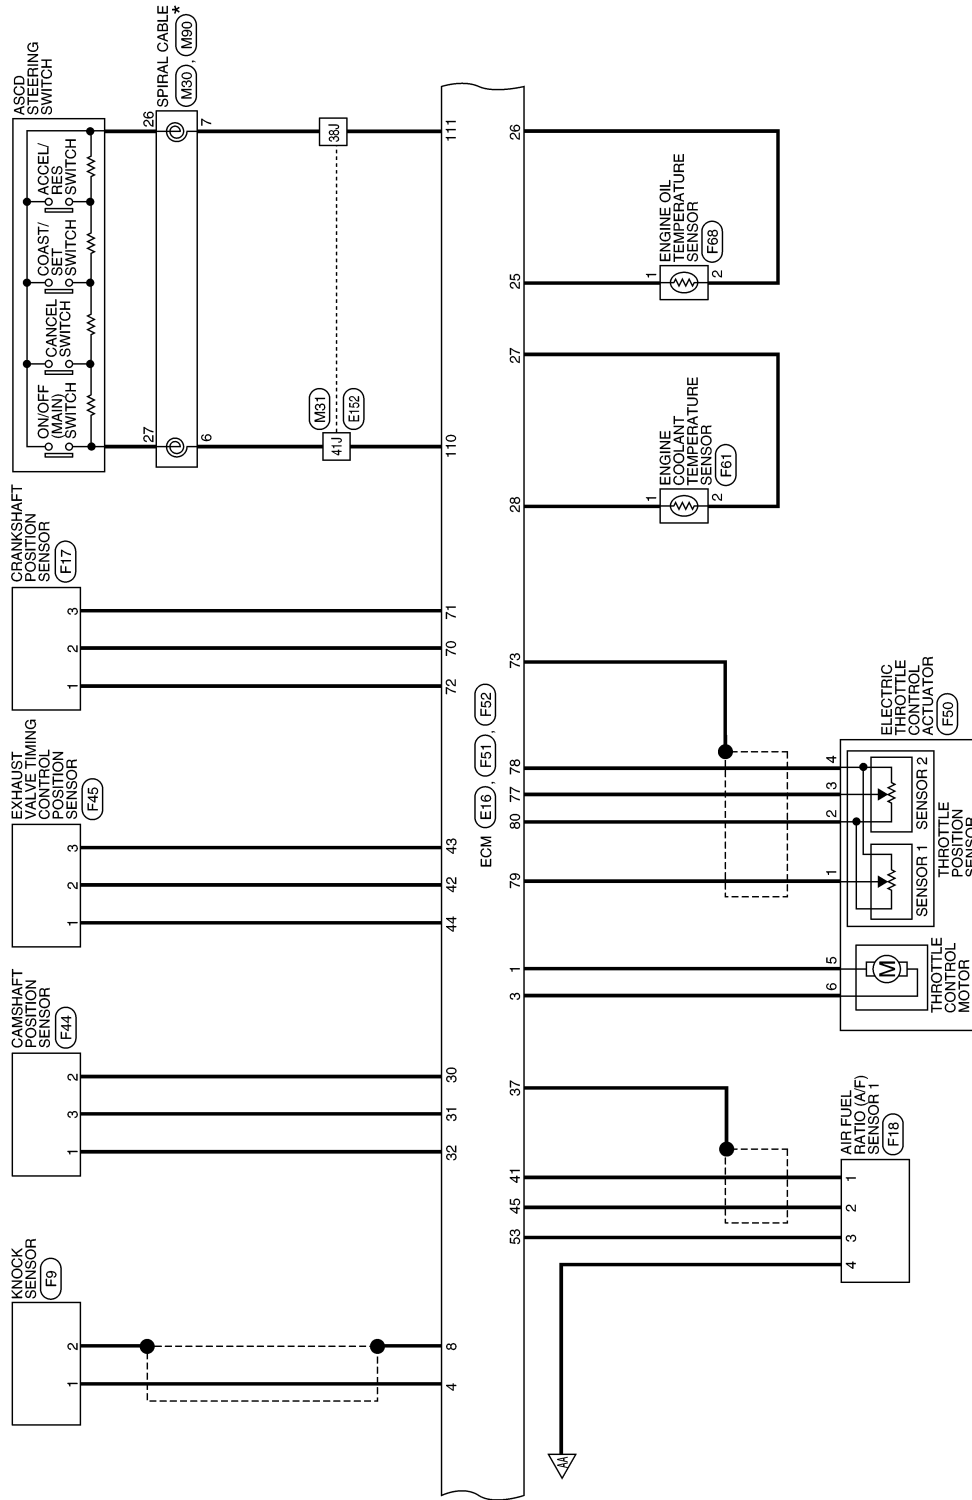 KNOCK
SENSOR
F9
1
2
4
8
CAMSHAFT
POSITION
SENSOR
F44
1
3
2
32
31
30
EXHAUST
VALVE TIMING
CONTROL
POSITION
SENSOR
F45
1
2
3
44
42
43
CRANKSHAFT
POSITION
SENSOR
F17
1
2
3
72
70
71
ASCD
STEERING
SWITCH
ON/OFF
(MAIN)
SWITCH
CANCEL
SWITCH
COAST/
SET
SWITCH
ACCEL/
RES
SWITCH
27
26
SPIRAL CABLE *
M30 , M90
6
7
41J
M31
E152
38J
110
111
ECM E16 , F51 , F52
53
45
41
37
3
1
79
80
77
78
73
28
27
25
26
AA
4
3
2
1
AIR FUEL
RATIO (A/F)
SENSOR 1
F18
6
5
1
2
3
4
M
THROTTLE
CONTROL
MOTOR
SENSOR 1
SENSOR 2
THROTTLE
POSITION
SENSOR
ELECTRIC
THROTTLE
CONTROL
ACTUATOR
F50
1
2
ENGINE
COOLANT
TEMPERATURE
SENSOR
F61
1
2
ENGINE OIL
TEMPERATURE
SENSOR
F68